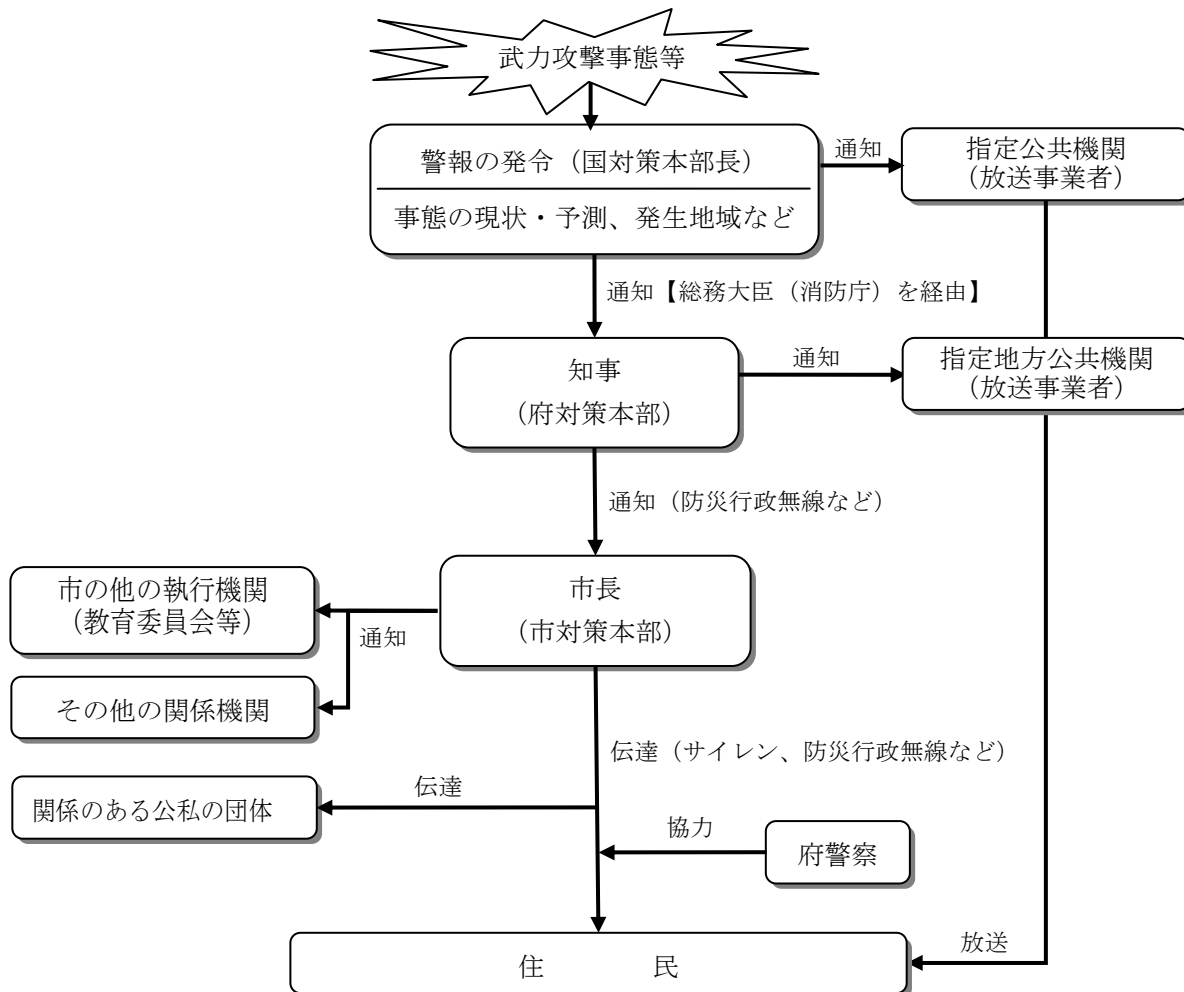 武力攻撃事態等
警報の発令（国対策本部長）
事態の現状・予測、発生地域など
通知
指定公共機関
（放送事業者）
通知【総務大臣（消防庁）を経由】
知事
（府対策本部）
通知
指定地方公共機関
（放送事業者）
通知（防災行政無線など）
市長
（市対策本部）
市の他の執行機関
（教育委員会等）
通知
その他の関係機関
伝達（サイレン、防災行政無線など）
関係のある公私の団体
伝達
協力
府警察
放送
住　　　民